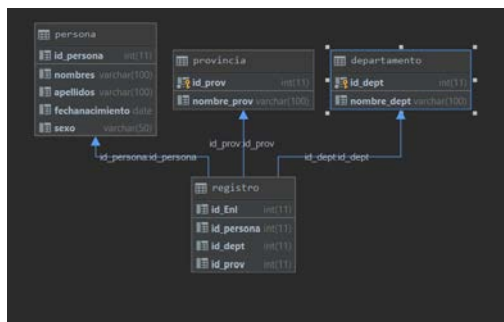 persona
id_persona int(11)
nombres varchar(100)
apellidos varchar(100)
fechanacimiento date
sexo varchar(50)
provincia
id_prov int(11)
nombre_prov varchar(100)
departamento
id_dept int(11)
nombre_dept varchar(100)
id_persona:id_persona
id_prov:id_prov
id_dept:id_dept
registro
id_Enl int(11)
id_persona int(11)
id_dept int(11)
id_prov int(11)